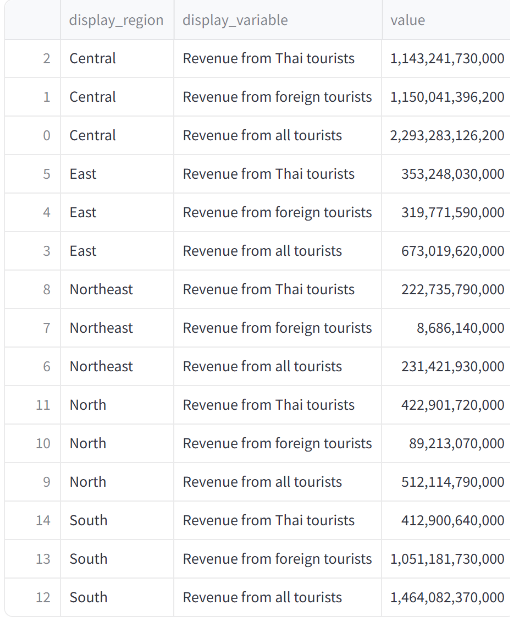 display_region display_variable value
2 Central Revenue from Thai tourists 1,143,241,730,000
1 Central Revenue from foreign tourists 1,150,041,396,200
0 Central Revenue from all tourists 2,293,283,126,200
5 East Revenue from Thai tourists 353,248,030,000
4 East Revenue from foreign tourists 319,771,590,000
3 East Revenue from all tourists 673,019,620,000
8 Northeast Revenue from Thai tourists 222,735,790,000
7 Northeast Revenue from foreign tourists 8,686,140,000
6 Northeast Revenue from all tourists 231,421,930,000
11 North Revenue from Thai tourists 422,901,720,000
10 North Revenue from foreign tourists 89,213,070,000
9 North Revenue from all tourists 512,114,790,000
14 South Revenue from Thai tourists 412,900,640,000
13 South Revenue from foreign tourists 1,051,181,730,000
12 South Revenue from all tourists 1,464,082,370,000